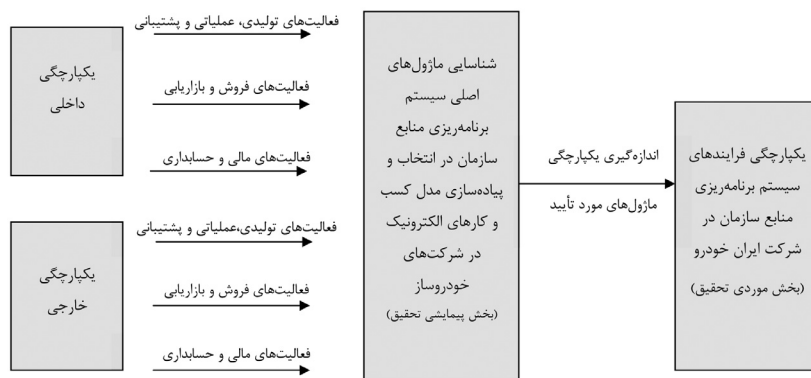 فعالیت‌های تولیدی، عملیاتی و پشتیبانی
یکپارچگی
داخلی
فعالیت‌های فروش و بازاریابی
فعالیت‌های مالی و حسابداری
فعالیت‌های تولیدی،عملیاتی و پشتیبانی
یکپارچگی
خارجی
فعالیت‌های فروش و بازاریابی
فعالیت‌های مالی و حسابداری
شناسایی ماژول‌های
اصلی سیستم
برنامه‌ریزی منابع
سازمان در انتخاب و
پیاده‌سازی مدل کسب
و کارهای الکترونیک
در شرکت‌های
خودروساز
(بخش پیمایشی تحقیق)
اندازه‌گیری یکپارچگی
ماژول‌های مورد تأیید
یکپارچگی فرایندهای
سیستم برنامه‌ریزی
منابع سازمان در
شرکت ایران خودرو
(بخش موردی تحقیق)